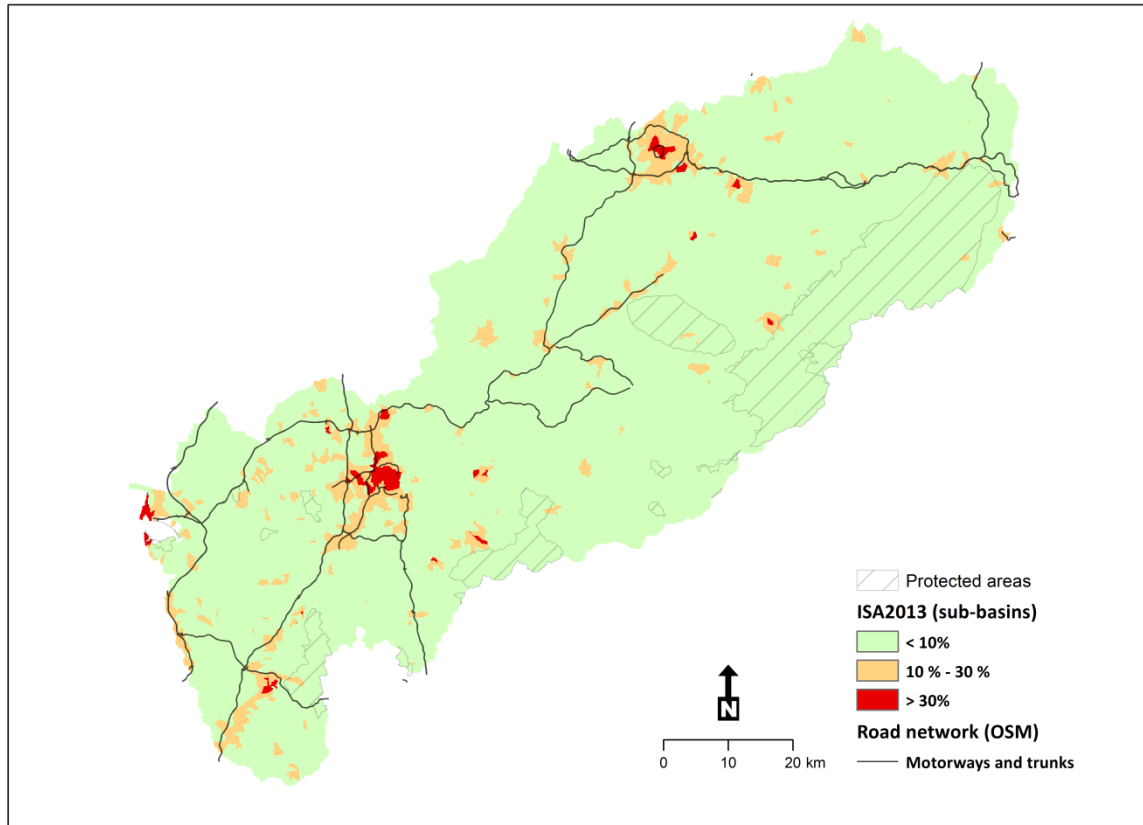 Protected areas
ISA2013 (sub-basins)
< 10%
10 % - 30 %
> 30%
Road network (OSM)
Motorways and trunks
N
0 10 20 km